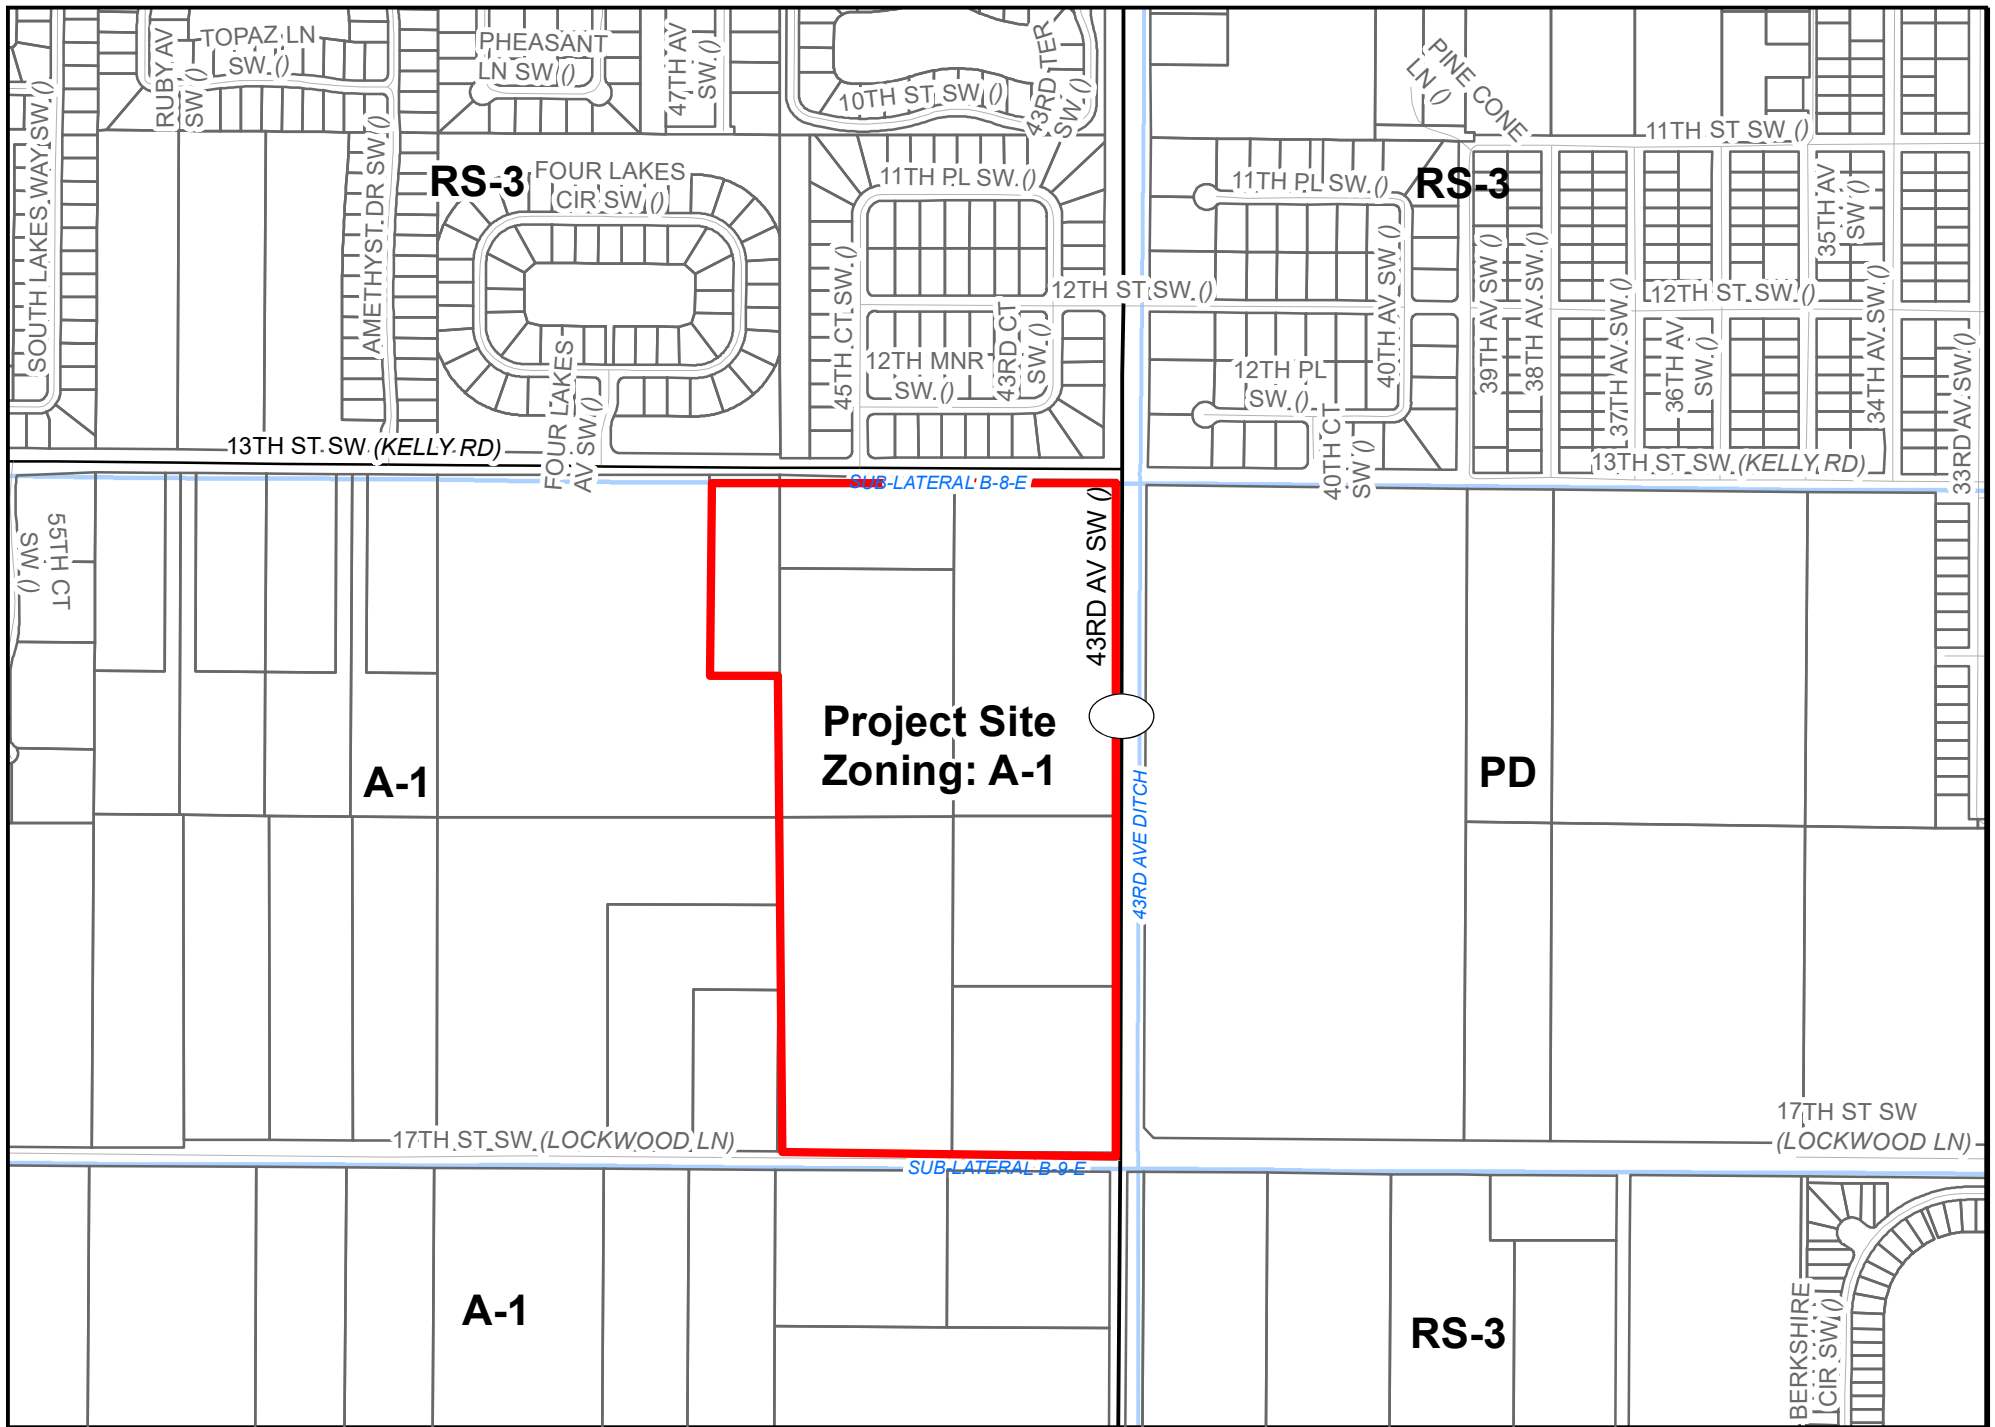 TOPAZ LN
SW ()
RUBY AV
SW ()
PHEASANT
LN SW ()
47TH AV
SW ()
10TH ST SW ()
43RD TER
SW ()
PINE CONE
LN ()
11TH ST SW ()
SOUTH LAKES WAY SW ()
AMETHYST DR SW ()
RS-3
FOUR LAKES
CIR SW ()
11TH PL SW ()
11TH PL SW ()
RS-3
35TH AV
SW ()
45TH CT SW ()
12TH ST SW ()
40TH AV SW ()
39TH AV SW ()
38TH AV SW ()
12TH ST SW ()
37TH AV SW ()
36TH AV
SW ()
34TH AV SW ()
33RD AV SW ()
12TH MNR
SW ()
43RD CT
SW ()
12TH PL
SW ()
40TH CT
SW ()
FOUR LAKES
AV SW ()
13TH ST SW (KELLY RD)
13TH ST SW (KELLY RD)
SUB-LATERAL B-8-E
55TH CT
SW ()
43RD AV SW ()
Project Site
Zoning: A-1
A-1
PD
43RD AVE DITCH
17TH ST SW (LOCKWOOD LN)
17TH ST SW
(LOCKWOOD LN)
SUB-LATERAL B-9-E
A-1
RS-3
BERKSHIRE
CIR SW ()